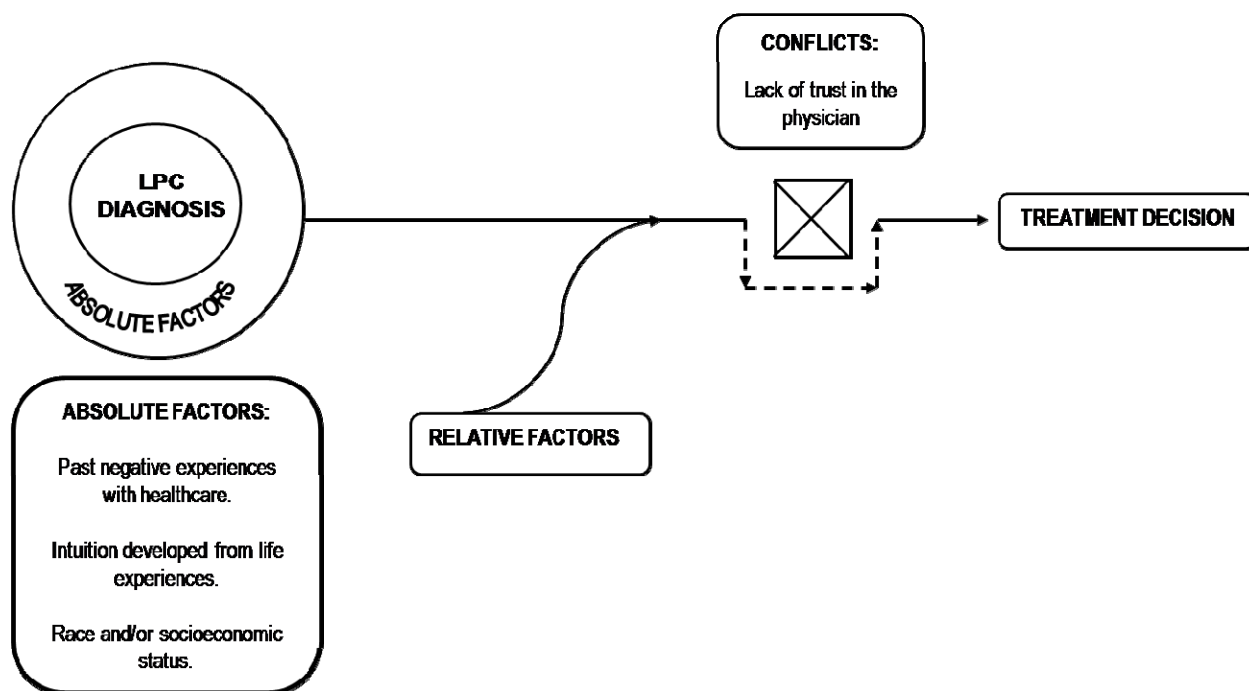 CONFLICTS:
Lack of trust in the
physician
LPC
DIAGNOSIS
ABSOLUTE FACTORS
TREATMENT DECISION
RELATIVE FACTORS
ABSOLUTE FACTORS:
Past negative experiences
with healthcare.
Intuition developed from life
experiences.
Race and/or socioeconomic
status.